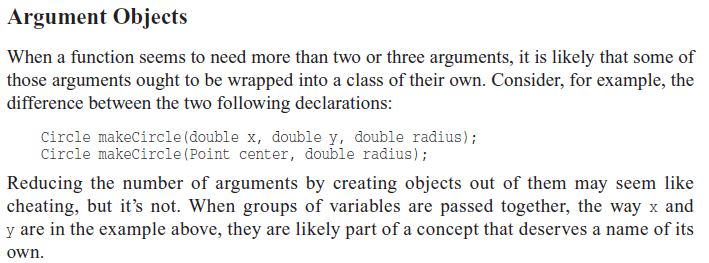 Argument Objects
When a function seems to need more than two or three arguments, it is likely that some of
those arguments ought to be wrapped into a class of their own. Consider, for example, the
difference between the two following declarations:
Circle makeCircle(double x, double y, double radius);
Circle makeCircle(Point center, double radius);
Reducing the number of arguments by creating objects out of them may seem like
cheating, but it’s not. When groups of variables are passed together, the way x and
y are in the example above, they are likely part of a concept that deserves a name of its
own.